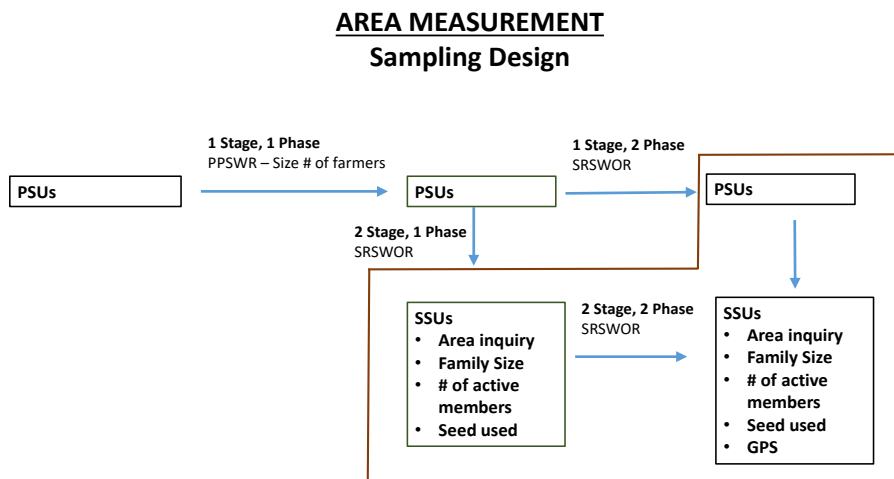 AREA MEASUREMENT
Sampling Design
1 Stage, 1 Phase
PPSWR – Size # of farmers
1 Stage, 2 Phase
SRSWOR
PSUs
PSUs
PSUs
2 Stage, 1 Phase
SRSWOR
SSUs
• Area inquiry
• Family Size
• # of active
members
• Seed used
2 Stage, 2 Phase
SRSWOR
SSUs
• Area inquiry
• Family Size
• # of active
members
• Seed used
• GPS